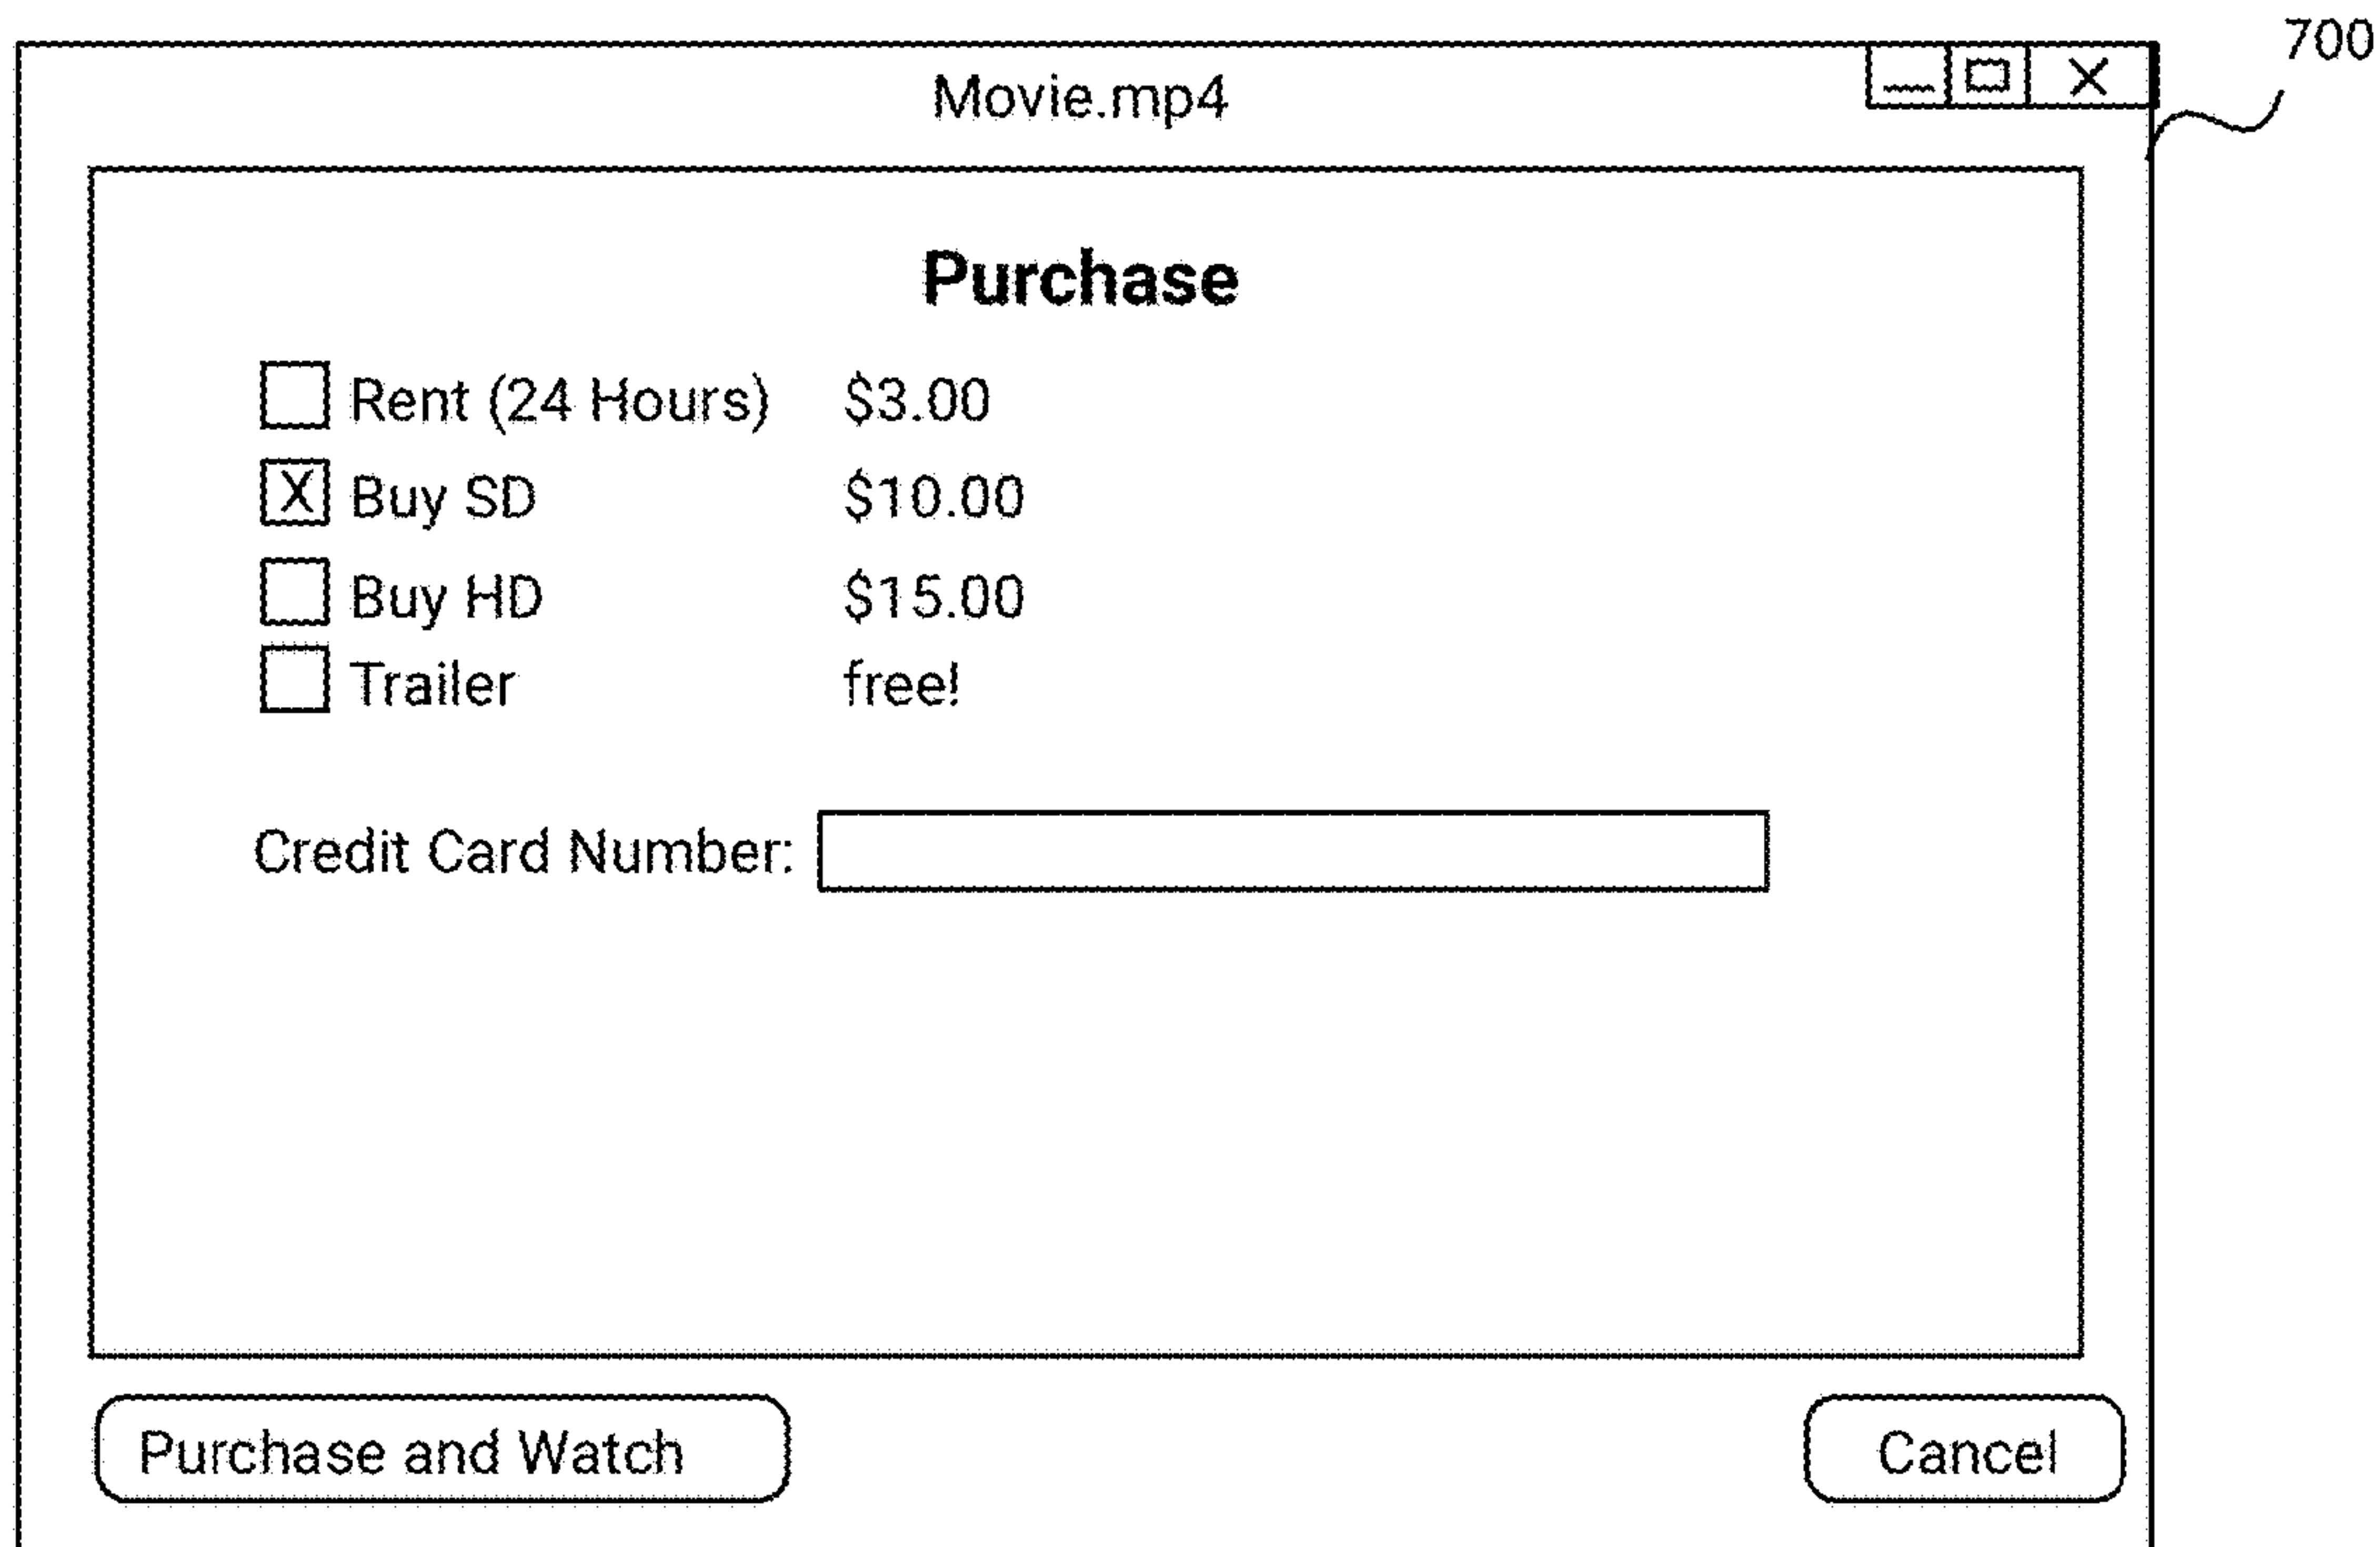 700
Movie.mp4
Purchase
Rent (24 Hours) $3.00
X Buy SD $10.00
Buy HD $15.00
Trailer free!
Credit Card Number:
Purchase and Watch Cancel